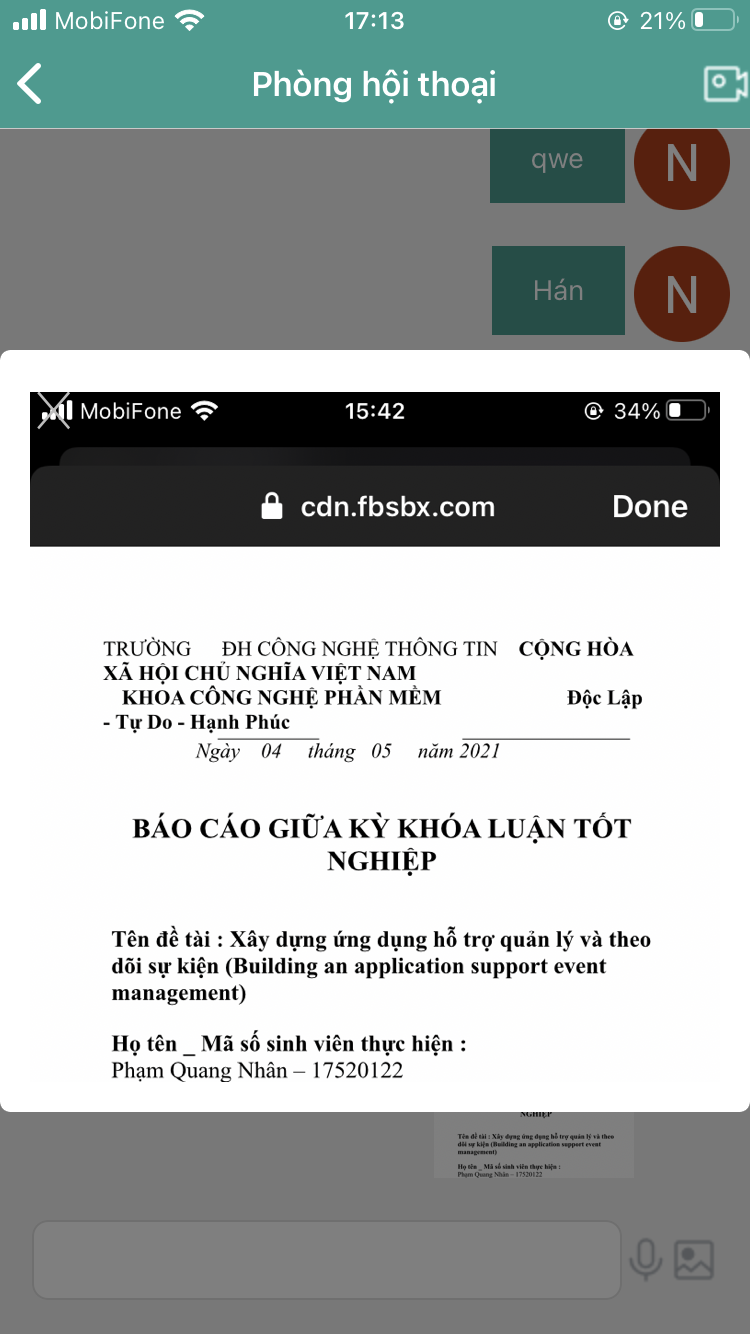 MobiFone 17:13 21%
Phòng hội thoại
qwe N
Hán N
MobiFone 15:42 34%
cdn.fbsbx.com Done
TRƯỜNG ĐH CÔNG NGHỆ THÔNG TIN CỘNG HÒA
XÃ HỘI CHỦ NGHĨA VIỆT NAM
KHOA CÔNG NGHỆ PHẦN MỀM Độc Lập
- Tự Do - Hạnh Phúc
Ngày 04 tháng 05 năm 2021
BÁO CÁO GIỮA KỲ KHÓA LUẬN TỐT
NGHIỆP
Tên đề tài : Xây dựng ứng dụng hỗ trợ quản lý và theo
dõi sự kiện (Building an application support event
management)
Họ tên _ Mã số sinh viên thực hiện :
Phạm Quang Nhân – 17520122
NGHIỆP
Tên đề tài : Xây dựng ứng dụng hỗ trợ quản lý và theo
dõi sự kiện (Building an application support event
management)
Họ tên _ Mã số sinh viên thực hiện :
Phạm Quang Nhân – 17520122